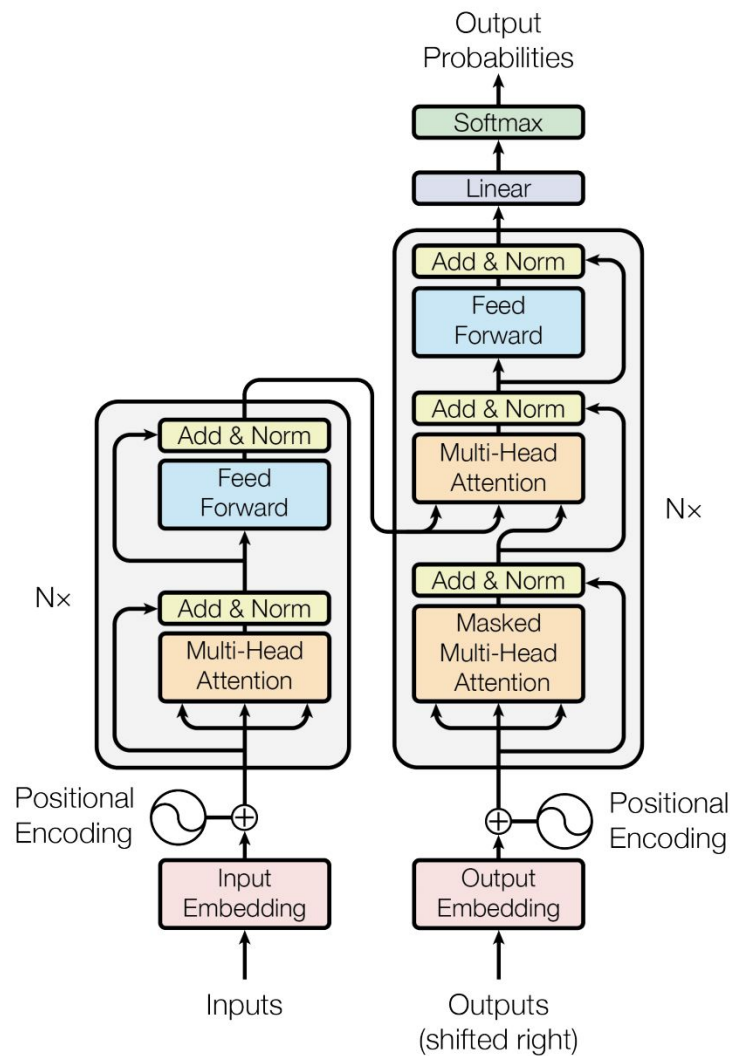 Output
Probabilities
Softmax
Linear
Add & Norm
Feed
Forward
Add & Norm
Multi-Head
Attention
Add & Norm
Masked
Multi-Head
Attention
N×
Add & Norm
Feed
Forward
Add & Norm
Multi-Head
Attention
N×
Positional
Encoding
Positional
Encoding
Input
Embedding
Output
Embedding
Inputs
Outputs
(shifted right)